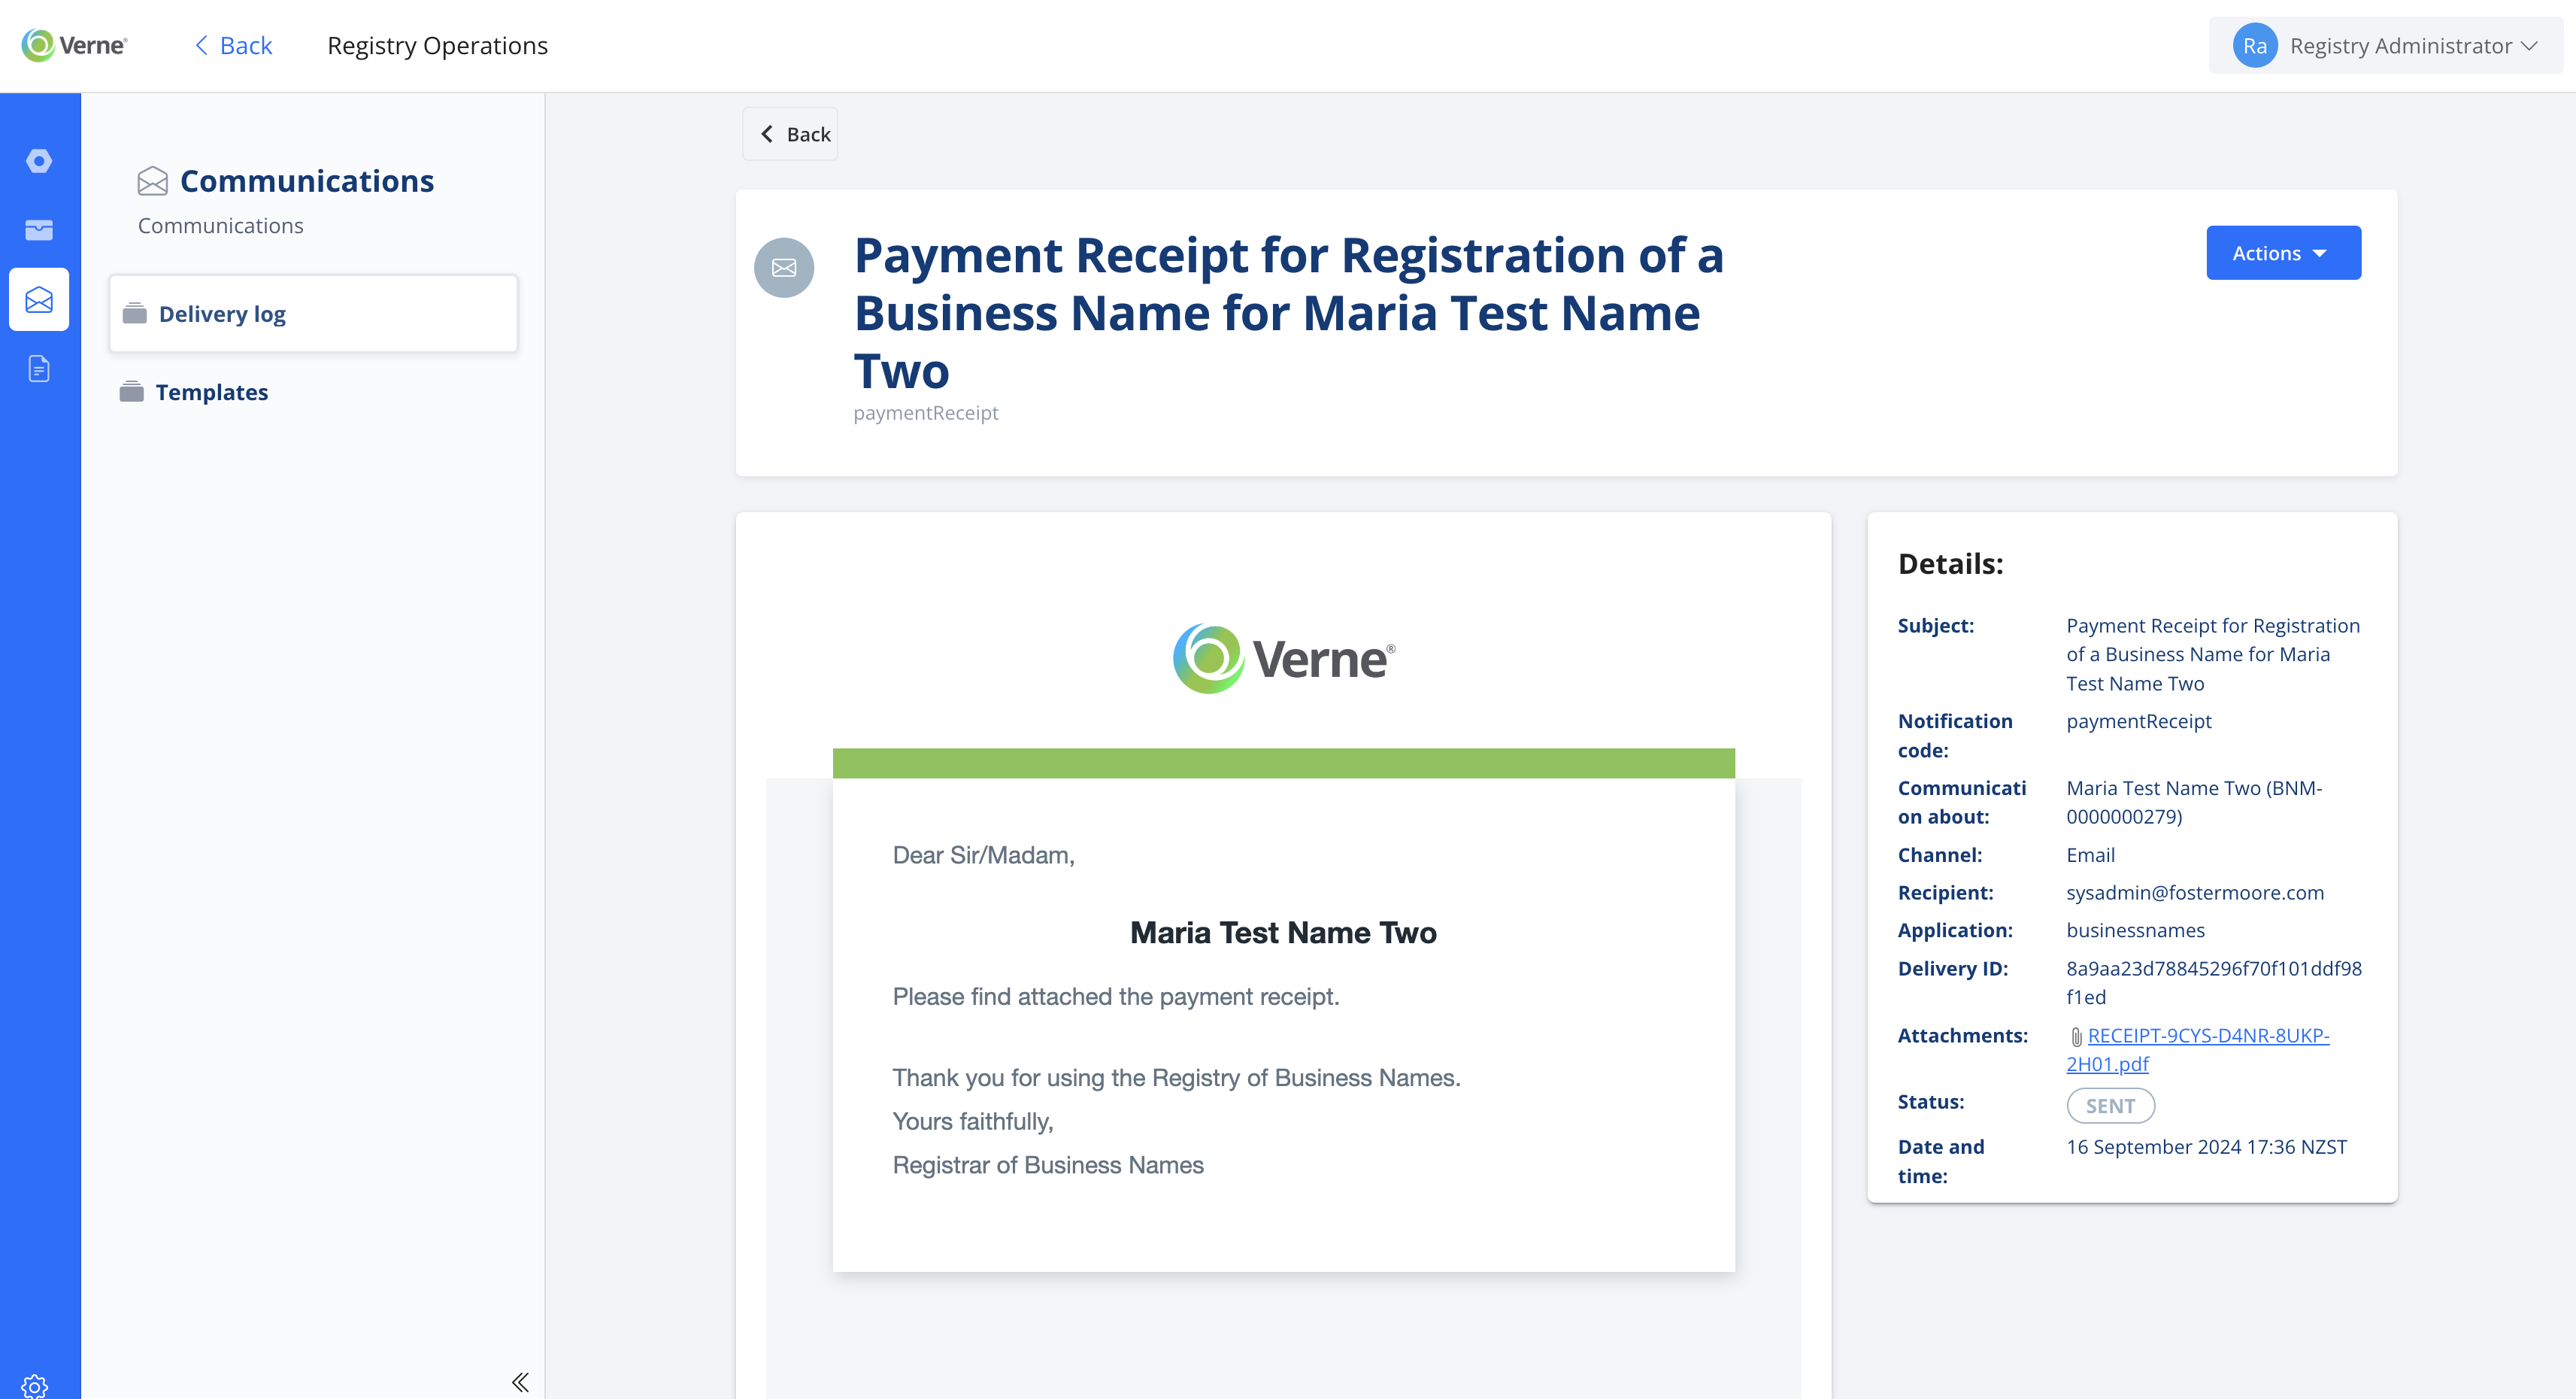 Verne®
Back
Registry Operations
Ra
Registry Administrator
Communications
Communications
Delivery log
Templates
Back
Payment Receipt for Registration of a
Business Name for Maria Test Name
Two
paymentReceipt
Actions
Verne®
Dear Sir/Madam,
Maria Test Name Two
Please find attached the payment receipt.
Thank you for using the Registry of Business Names.
Yours faithfully,
Registrar of Business Names
Details:
Subject:
Payment Receipt for Registration
of a Business Name for Maria
Test Name Two
Notification
code:
paymentReceipt
Communicati
on about:
Maria Test Name Two (BNM-
0000000279)
Channel:
Email
Recipient:
sysadmin@fostermoore.com
Application:
businessnames
Delivery ID:
8a9aa23d78845296f70f101ddf98
f1ed
Attachments:
RECEIPT-9CYS-D4NR-8UKP-
2H01.pdf
Status:
SENT
Date and
time:
16 September 2024 17:36 NZST